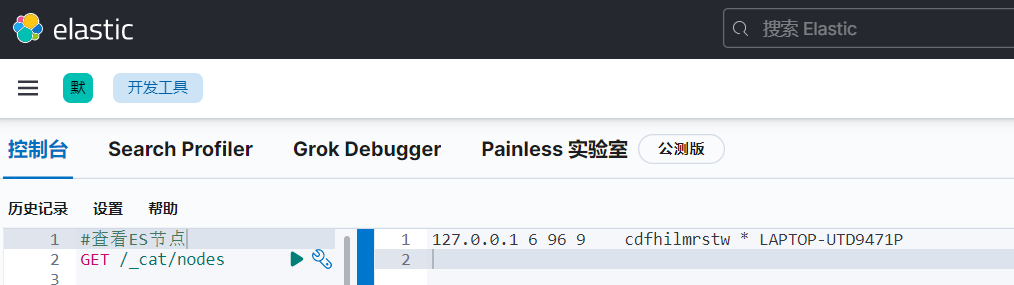 elastic
搜索 Elastic
默
开发工具
控制台
Search Profiler
Grok Debugger
Painless 实验室
公测版
历史记录
设置
帮助
1 #查看ES节点
2 GET /_cat/nodes
3
1 127.0.0.1 6 96 9    cdfhilmrstw * LAPTOP-UTD9471P
2